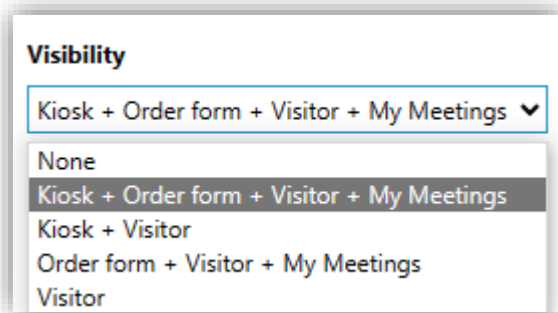 Visibility
Kiosk + Order form + Visitor + My Meetings
None
Kiosk + Order form + Visitor + My Meetings
Kiosk + Visitor
Order form + Visitor + My Meetings
Visitor